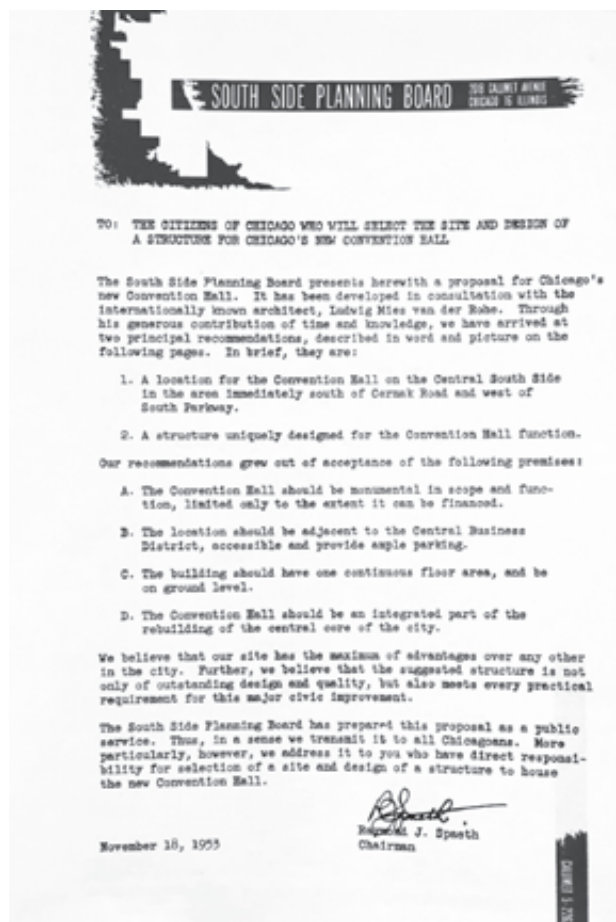 SOUTH SIDE PLANNING BOARD
CALUMET AVENUE
CHICAGO 16 ILLINOIS
TO: THE CITIZENS OF CHICAGO WHO WILL SELECT THE SITE AND DESIGN OF
A STRUCTURE FOR CHICAGO'S NEW CONVENTION HALL
The South Side Planning Board presents herewith a proposal for Chicago's
new Convention Hall. It has been developed in consultation with the
internationally known architect, Ludwig Mies van der Rohe. Through
his generous contribution of time and knowledge, we have arrived at
two principal recommendations, described in word and picture on the
following pages. In brief, they are:
1. A location for the Convention Hall on the Central South Side
in the area immediately south of Cermak Road and west of
South Parkway.
2. A structure uniquely designed for the Convention Hall function.
Our recommendations grew out of acceptance of the following premises:
A. The Convention Hall should be monumental in scope and func-
tion, limited only to the extent it can be financed.
B. The location should be adjacent to the Central Business
District, accessible and provide ample parking.
C. The building should have one continuous floor area, and be
on ground level.
D. The Convention Hall should be an integrated part of the
rebuilding of the central core of the city.
We believe that our site has the maximum of advantages over any other
in the city. Further, we believe that the suggested structure is not
only of outstanding design and quality, but also meets every practical
requirement for this major civic improvement.
The South Side Planning Board has prepared this proposal as a public
service. Thus, in a sense we transmit it to all Chicagoans. More
particularly, however, we address it to you who have direct responsi-
bility for selection of a site and design of a structure to house
the new Convention Hall.
Raymond J. Spaeth
Chairman
November 18, 1953
CALUMET 5-